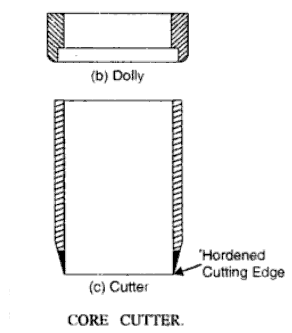 (b) Dolly
Hordened
Cutting Edge
(c) Cutter
CORE CUTTER.